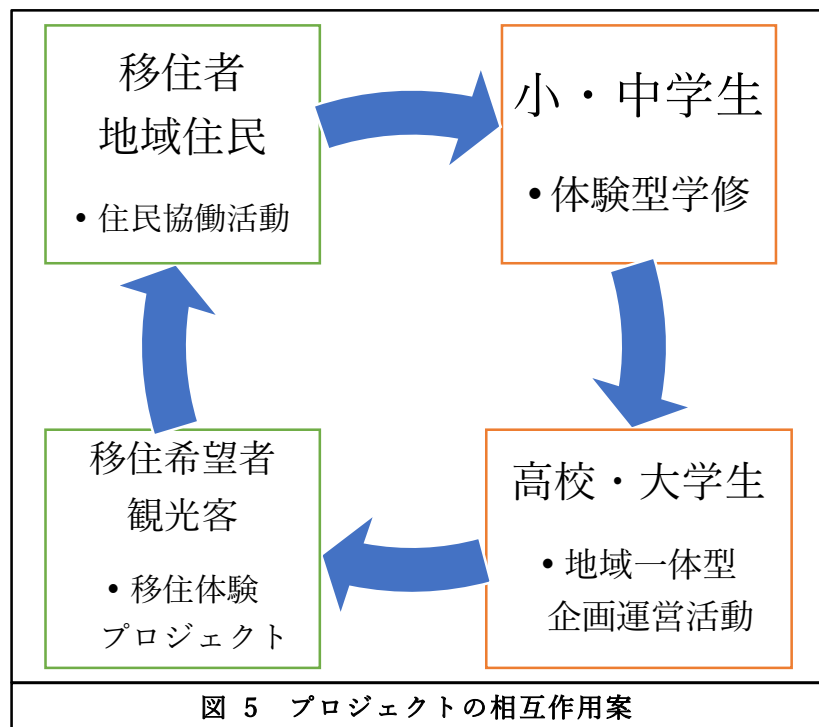 移住者
地域住民
• 住民協働活動
小・中学生
• 体験型学修
高校・大学生
• 地域一体型
企画運営活動
移住希望者
観光客
• 移住体験
プロジェクト
図 5　プロジェクトの相互作用案